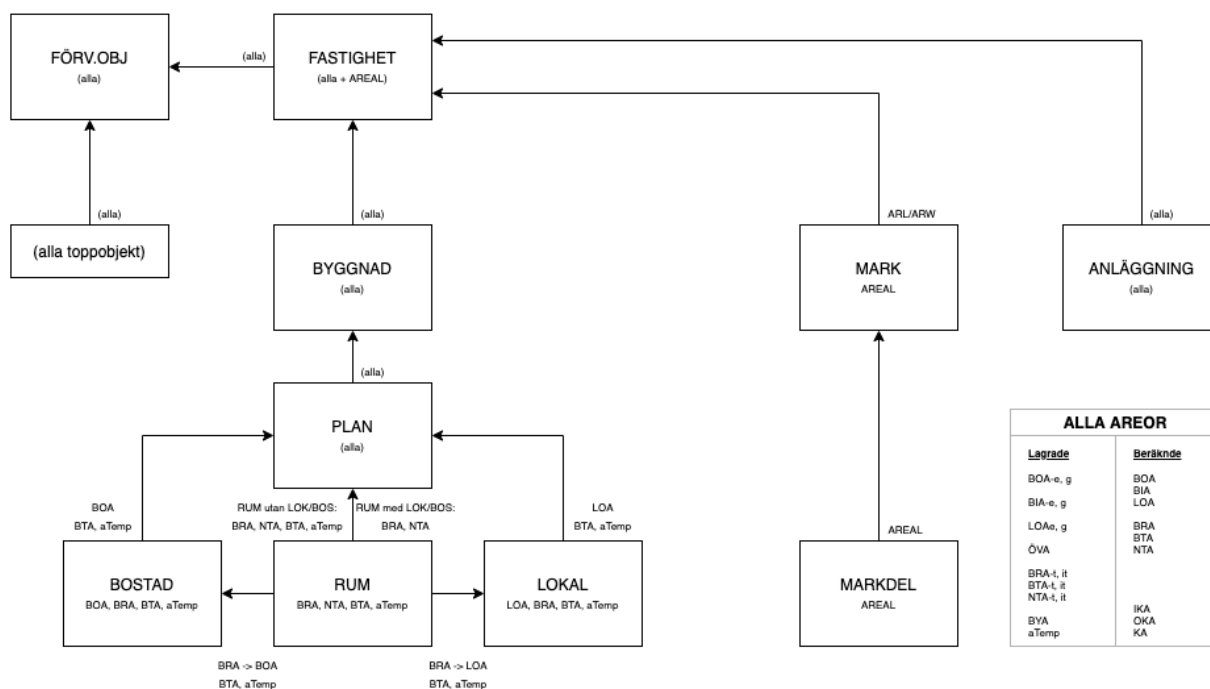 FÖRV.OBJ
(alla)
(alla)
FASTIGHET
(alla + AREAL)
(alla)
(alla toppobjekt)
(alla)
BYGGNAD
(alla)
ARL/ARW
MARK
AREAL
(alla)
ANLÄGGNING
(alla)
(alla)
PLAN
(alla)
BOA
BTA, aTemp
RUM utan LOK/BOS:
BRA, NTA, BTA, aTemp
RUM med LOK/BOS:
BRA, NTA
LOA
BTA, aTemp
AREAL
BOSTAD
BOA, BRA, BTA, aTemp
RUM
BRA, NTA, BTA, aTemp
LOKAL
LOA, BRA, BTA, aTemp
MARKDEL
AREAL
BRA -> BOA
BTA, aTemp
BRA -> LOA
BTA, aTemp
ALLA AREOR
Lagrade
BOA-e, g
BIA-e, g
LOAe, g
ÖVA
BRA-t, it
BTA-t, it
NTA-t, it
BYA
aTemp
Beräknde
BOA
BIA
LOA
BRA
BTA
NTA
IKA
OKA
KA